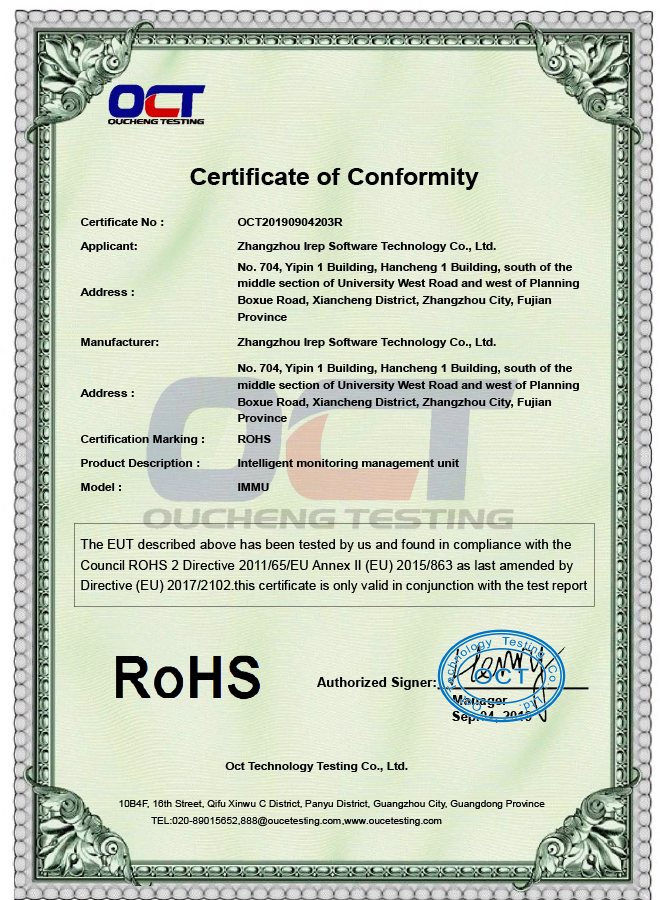 OCT
OUCHENG TESTING
Certificate of Conformity
Certificate No : OCT20190904203R
Applicant: Zhangzhou Irep Software Technology Co., Ltd.
No. 704, Yipin 1 Building, Hancheng 1 Building, south of the
middle section of University West Road and west of Planning
Address :
Boxue Road, Xiancheng District, Zhangzhou City, Fujian
Province
Manufacturer: Zhangzhou Irep Software Technology Co., Ltd.
No. 704, Yipin 1 Building, Hancheng 1 Building, south of the
middle section of University West Road and west of Planning
Address :
Boxue Road, Xiancheng District, Zhangzhou City, Fujian
Province
Certification Marking : ROHS
Product Description : Intelligent monitoring management unit
Model : IMMU
OCT
OUCHENG TESTING
The EUT described above has been tested by us and found in compliance with the
Council ROHS 2 Directive 2011/65/EU Annex II (EU) 2015/863 as last amended by
Directive (EU) 2017/2102.this certificate is only valid in conjunction with the test report
RoHS
Authorized Signer:
Technology Testing Co., Ltd.
OCT
Manager
Sep.04, 2019
Oct Technology Testing Co., Ltd.
10B4F, 16th Street, Qifu Xinwu C District, Panyu District, Guangzhou City, Guangdong Province
TEL:020-89015652,888@oucetesting.com,www.oucetesting.com